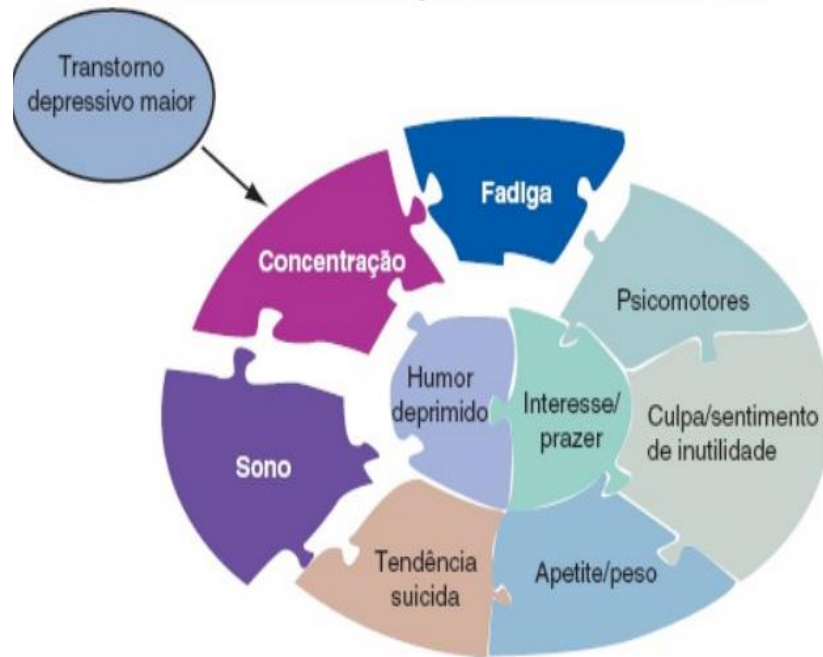 Transtorno
depressivo maior
Fadiga
Concentração
Psicomotores
Humor
deprimido
Interesse/
prazer
Culpa/sentimento
de inutilidade
Sono
Tendência
suicida
Apetite/peso